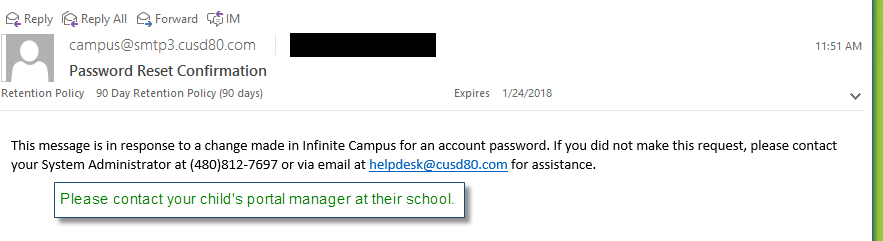 Reply Reply All Forward IM
campus@smtp3.cusd80.com
11:51 AM
Password Reset Confirmation
Retention Policy 90 Day Retention Policy (90 days) Expires 1/24/2018
This message is in response to a change made in Infinite Campus for an account password. If you did not make this request, please contact
your System Administrator at (480)812-7697 or via email at helpdesk@cusd80.com for assistance.
Please contact your child's portal manager at their school.